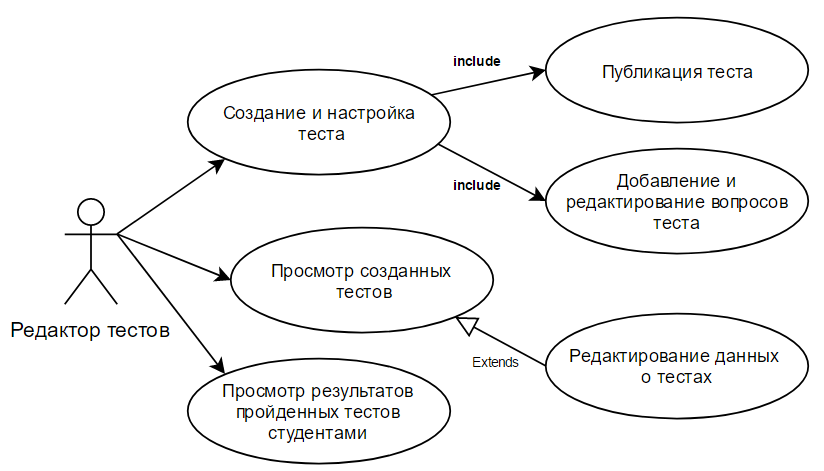 include
Публикация теста
Создание и настройка
теста
include
Добавление и
редактирование вопросов
теста
Просмотр созданных
тестов
Редактор тестов
Extends
Редактирование данных
о тестах
Просмотр результатов
пройденных тестов
студентами